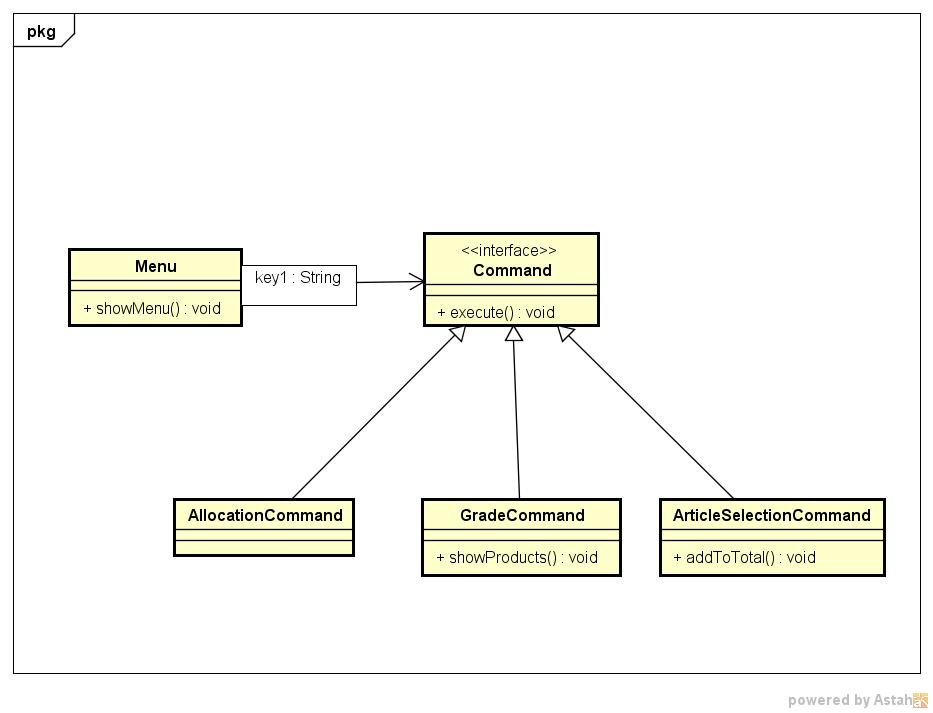 pkg
Menu
+ showMenu() : void
key1 : String
<<interface>>
Command
+ execute() : void
AllocationCommand
GradeCommand
+ showProducts() : void
ArticleSelectionCommand
+ addToTotal() : void
powered by Astah